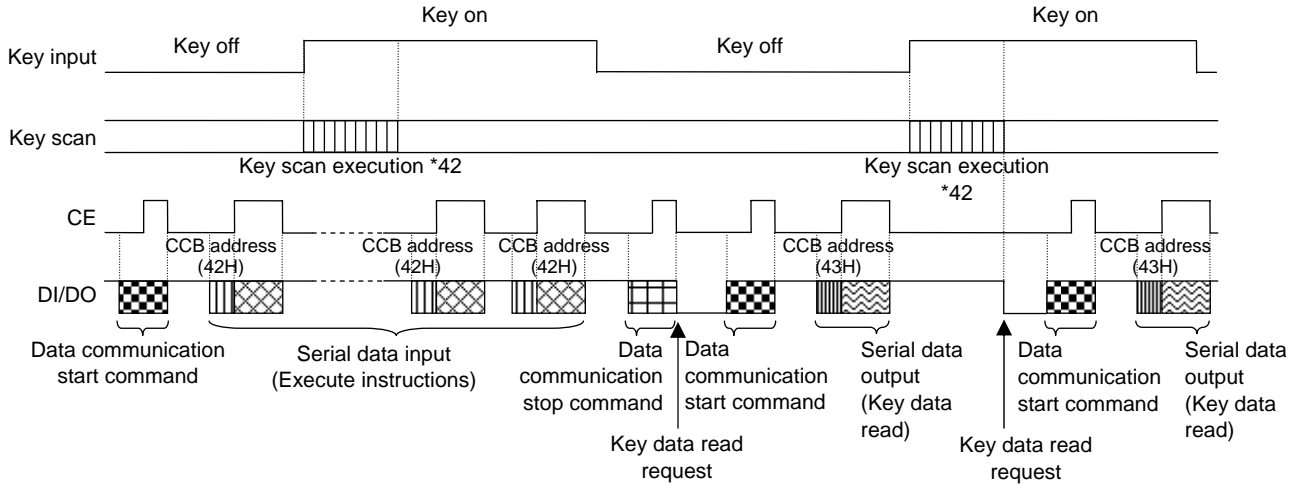 Key on
Key on
Key off
Key off
Key input
Key scan
Key scan execution *42
Key scan execution
*42
CE
CCB address
(42H)
CCB address
(42H)
CCB address
(42H)
CCB address
(43H)
CCB address
(43H)
DI/DO
Data communication
start command
Serial data input
(Execute instructions)
Data
communication
stop command
Data
communication
start command
Serial data
output
(Key data
read)
Data
communication
start command
Serial data
output
(Key data
read)
Key data read
request
Key data read
request